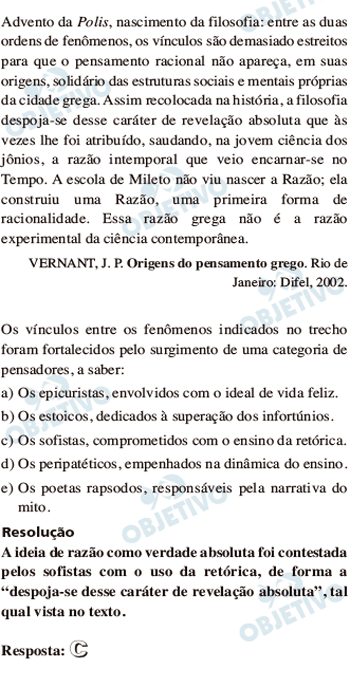 Advento da Polis, nascimento da filosofia: entre as duas
ordens de fenômenos, os vínculos são demasiado estreitos
para que o pensamento racional não apareça, em suas
origens, solidário das estruturas sociais e mentais próprias
da cidade grega. Assim recolocada na história, a filosofia
despoja-se desse caráter de revelação absoluta que às
vezes lhe foi atribuído, saudando, na jovem ciência dos
jônios, a razão intemporal que veio encarnar-se no
Tempo. A escola de Mileto não viu nascer a Razão; ela
construiu uma Razão, uma primeira forma de
racionalidade. Essa razão grega não é a razão
experimental da ciência contemporânea.
VERNANT, J. P. Origens do pensamento grego. Rio de
Janeiro: Difel, 2002.
Os vínculos entre os fenômenos indicados no trecho
foram fortalecidos pelo surgimento de uma categoria de
pensadores, a saber:
a) Os epicuristas, envolvidos com o ideal de vida feliz.
b) Os estoicos, dedicados à superação dos infortúnios.
c) Os sofistas, comprometidos com o ensino da retórica.
d) Os peripatéticos, empenhados na dinâmica do ensino.
e) Os poetas rapsodos, responsáveis pela narrativa do
mito.
Resolução
A ideia de razão como verdade absoluta foi contestada
pelos sofistas com o uso da retórica, de forma a
“despoja-se desse caráter de revelação absoluta”, tal
qual vista no texto.
Resposta: C
OBJETIVO
OBJETIVO
OBJETIVO
OBJETIVO
OBJETIVO
OBJETIVO
OBJETIVO
OBJETIVO